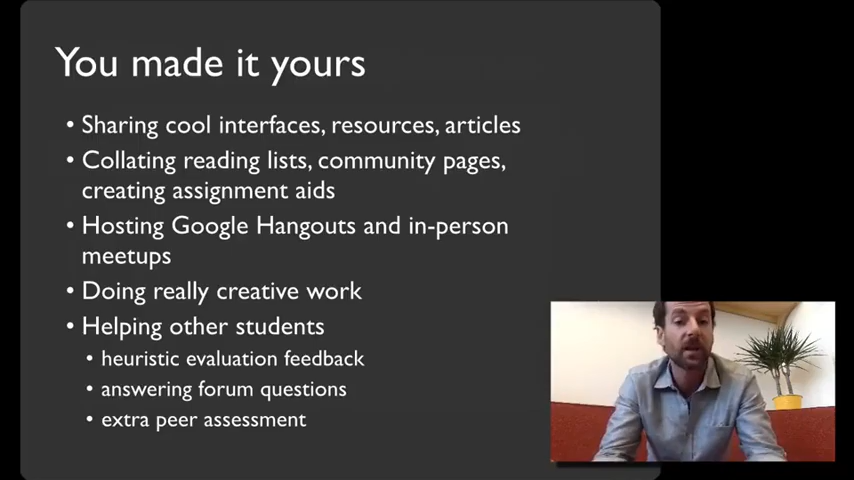 You made it yours
• Sharing cool interfaces, resources, articles
• Collating reading lists, community pages,
creating assignment aids
• Hosting Google Hangouts and in-person
meetups
• Doing really creative work
• Helping other students
• heuristic evaluation feedback
• answering forum questions
• extra peer assessment